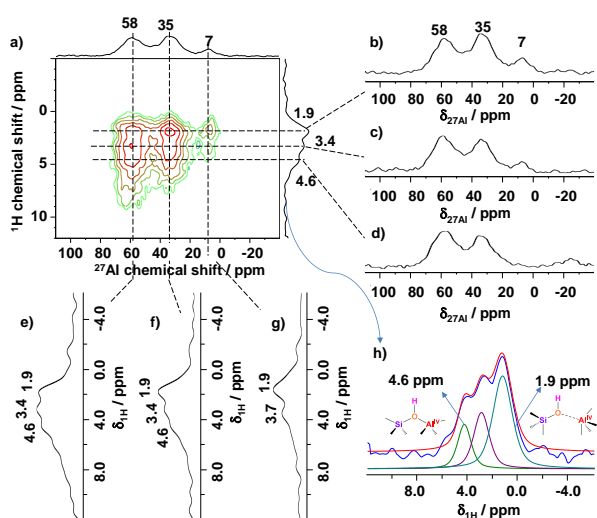 a)
58
35
7
0
5
10
¹H chemical shift / ppm
100 80 60 40 20 0
²⁷Al chemical shift / ppm
1.9
3.4
4.6
b)
58
35
7
100 80 60 40 20 0 -20
δ27Al / ppm
c)
100 80 60 40 20 0 -20
δ27Al / ppm
d)
100 80 60 40 20 0 -20
δ27Al / ppm
e)
1.9
3.4
4.6
-4.0
0.0
4.0
8.0
δ1H / ppm
f)
1.9
3.4
4.6
-4.0
0.0
4.0
8.0
δ1H / ppm
g)
1.9
3.7
-4.0
0.0
4.0
8.0
δ1H / ppm
h)
4.6 ppm
1.9 ppm
H
O
Si
Alᴵⱽ
H
O
Si
Alᴵⱽ
8.0 4.0 0.0 -4.0
δ1H / ppm